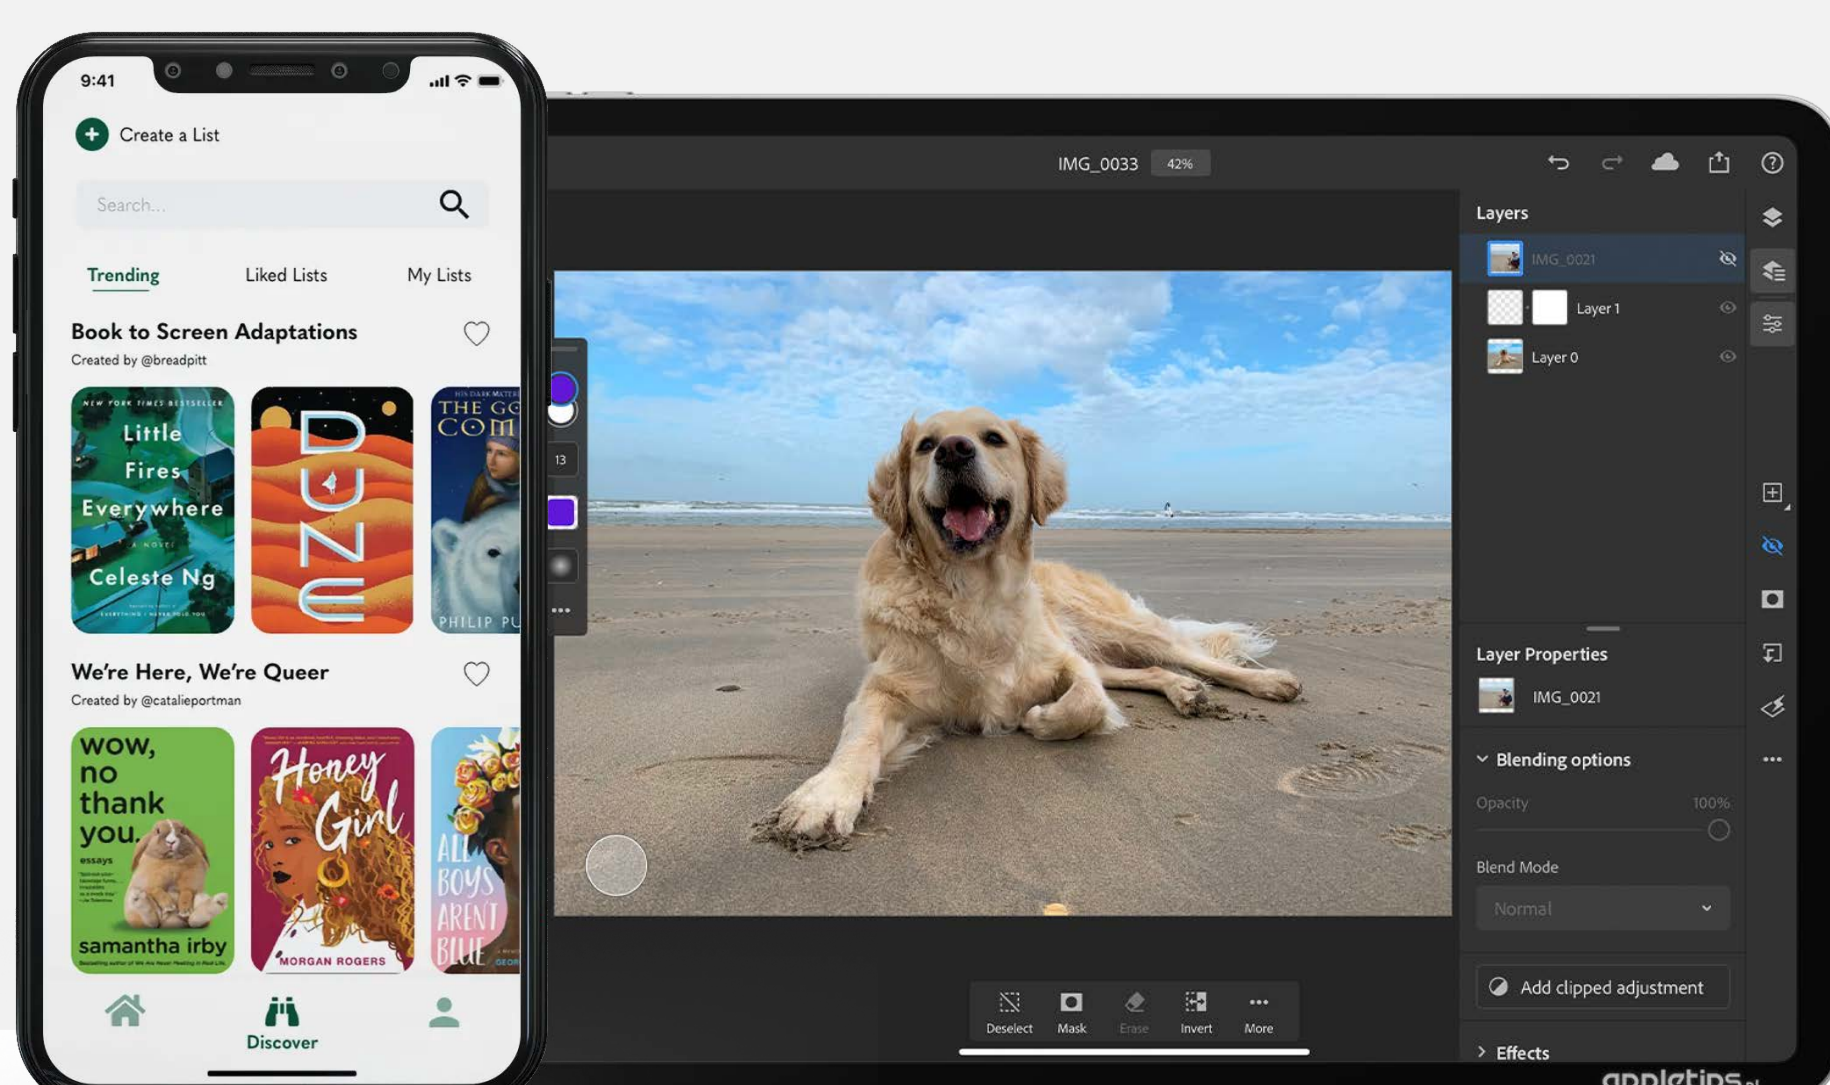 9:41
Create a List
Search...
Trending
Liked Lists
My Lists
Book to Screen Adaptations
Created by @breadpitt
NEW YORK TIMES BESTSELLER
Little
Fires
Everywhere
A NOVEL
Celeste Ng
DUNE
HIS DARK MATE
THE GO
COM
PHILIP PU
We're Here, We're Queer
Created by @catalieportman
wow,
no
thank
you.
essays
samantha irby
Honey
Girl
MORGAN ROGERS
ALL
BOYS
AREN'T
BLUE
GEOR
Discover
IMG_0033
42%
13
Layers
IMG_0021
Layer 1
Layer 0
Layer Properties
IMG_0021
Blending options
Opacity
100%
Blend Mode
Normal
Add clipped adjustment
Effects
Deselect
Mask
Erase
Invert
More
appletips